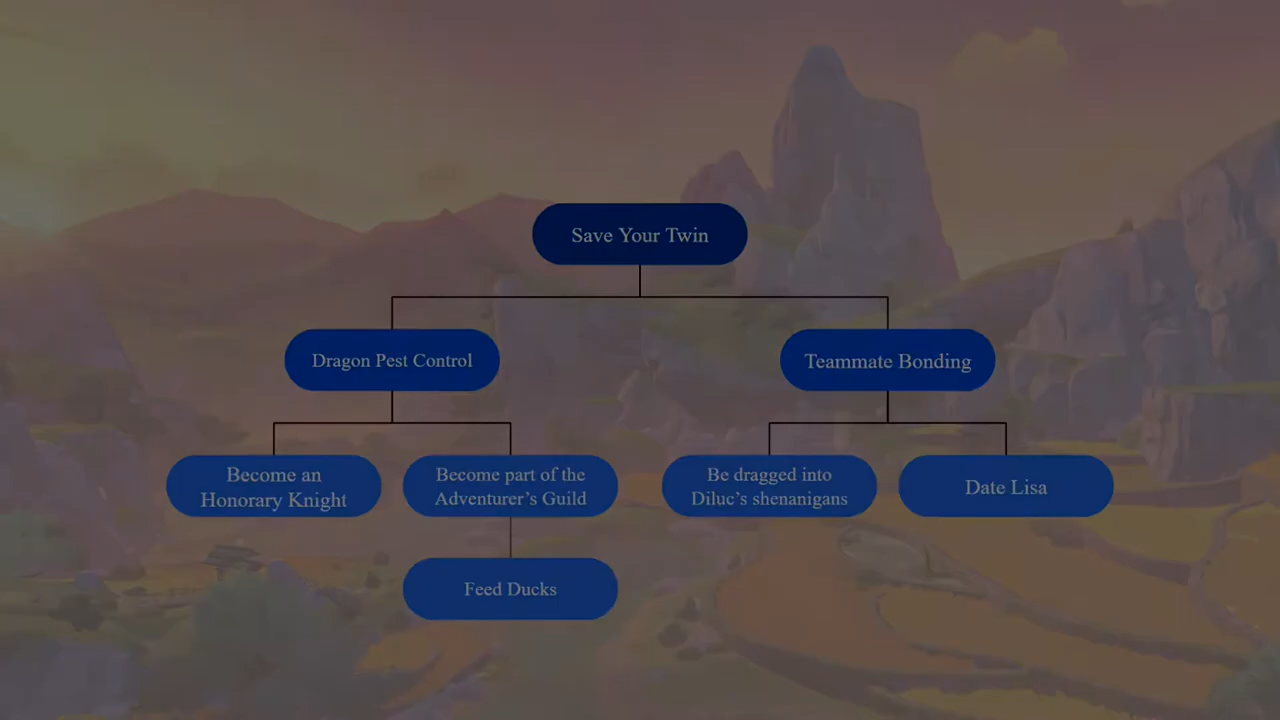 Save Your Twin
Dragon Pest Control
Teammate Bonding
Become an
Honorary Knight
Become part of the
Adventurer’s Guild
Be dragged into
Diluc’s shenanigans
Date Lisa
Feed Ducks